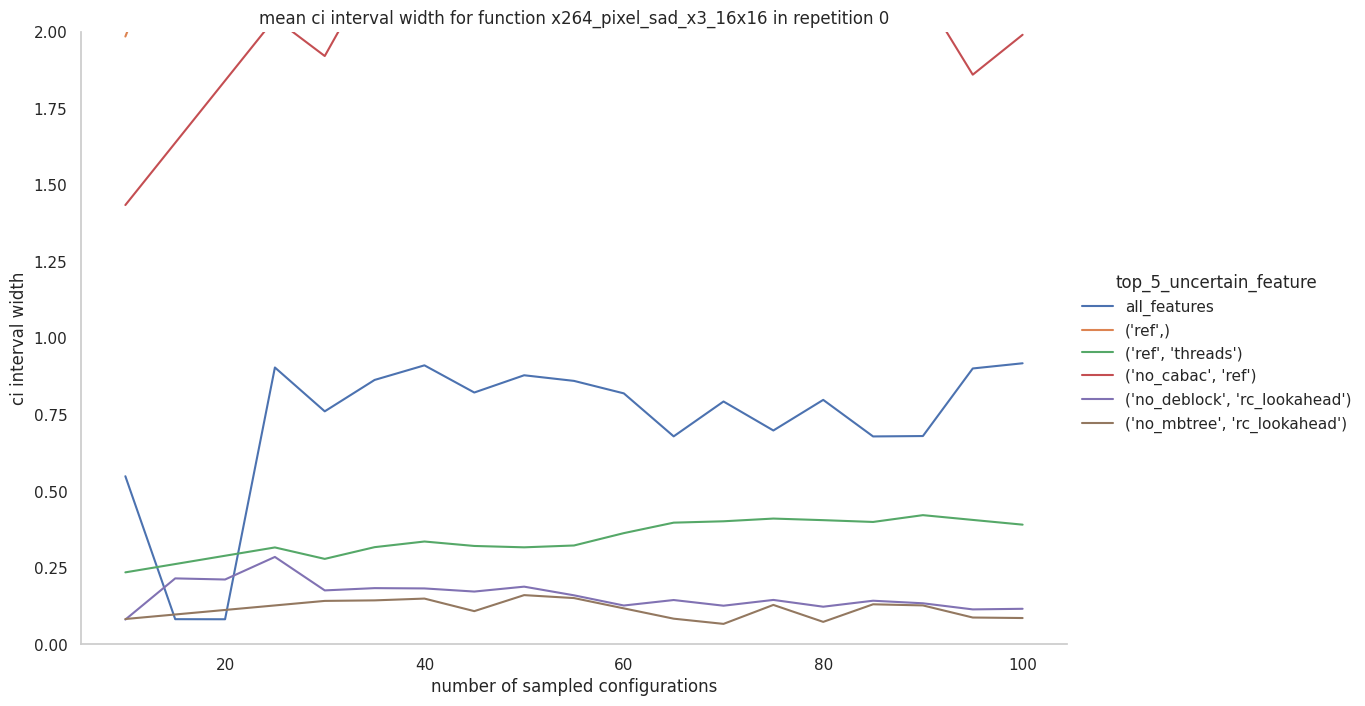 mean ci interval width for function x264_pixel_sad_x3_16x16 in repetition 0
ci interval width
2.00
1.75
1.50
1.25
1.00
0.75
0.50
0.25
0.00
20
40
60
80
100
number of sampled configurations
top_5_uncertain_feature
all_features
('ref',)
('ref', 'threads')
('no_cabac', 'ref')
('no_deblock', 'rc_lookahead')
('no_mbtree', 'rc_lookahead')